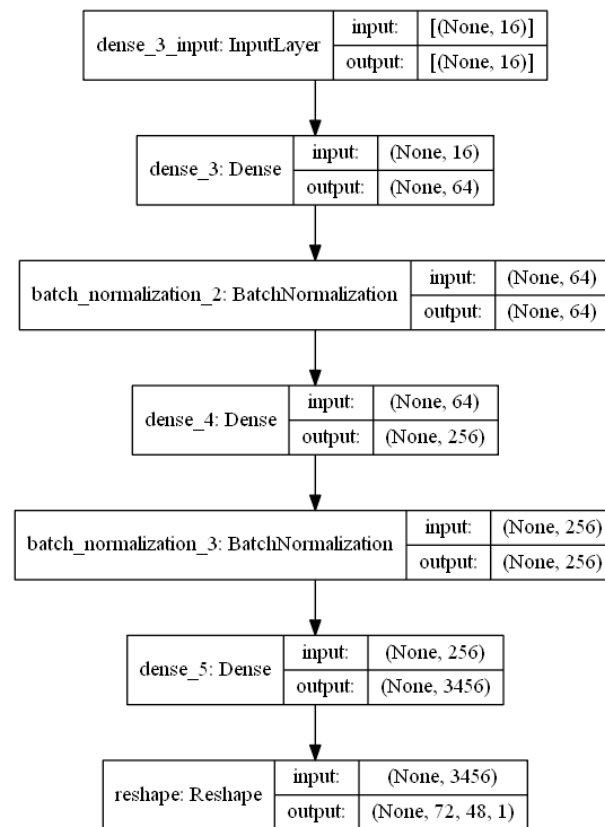 dense_3_input: InputLayer
input: [(None, 16)]
output: [(None, 16)]
dense_3: Dense
input: (None, 16)
output: (None, 64)
batch_normalization_2: BatchNormalization
input: (None, 64)
output: (None, 64)
dense_4: Dense
input: (None, 64)
output: (None, 256)
batch_normalization_3: BatchNormalization
input: (None, 256)
output: (None, 256)
dense_5: Dense
input: (None, 256)
output: (None, 3456)
reshape: Reshape
input: (None, 3456)
output: (None, 72, 48, 1)